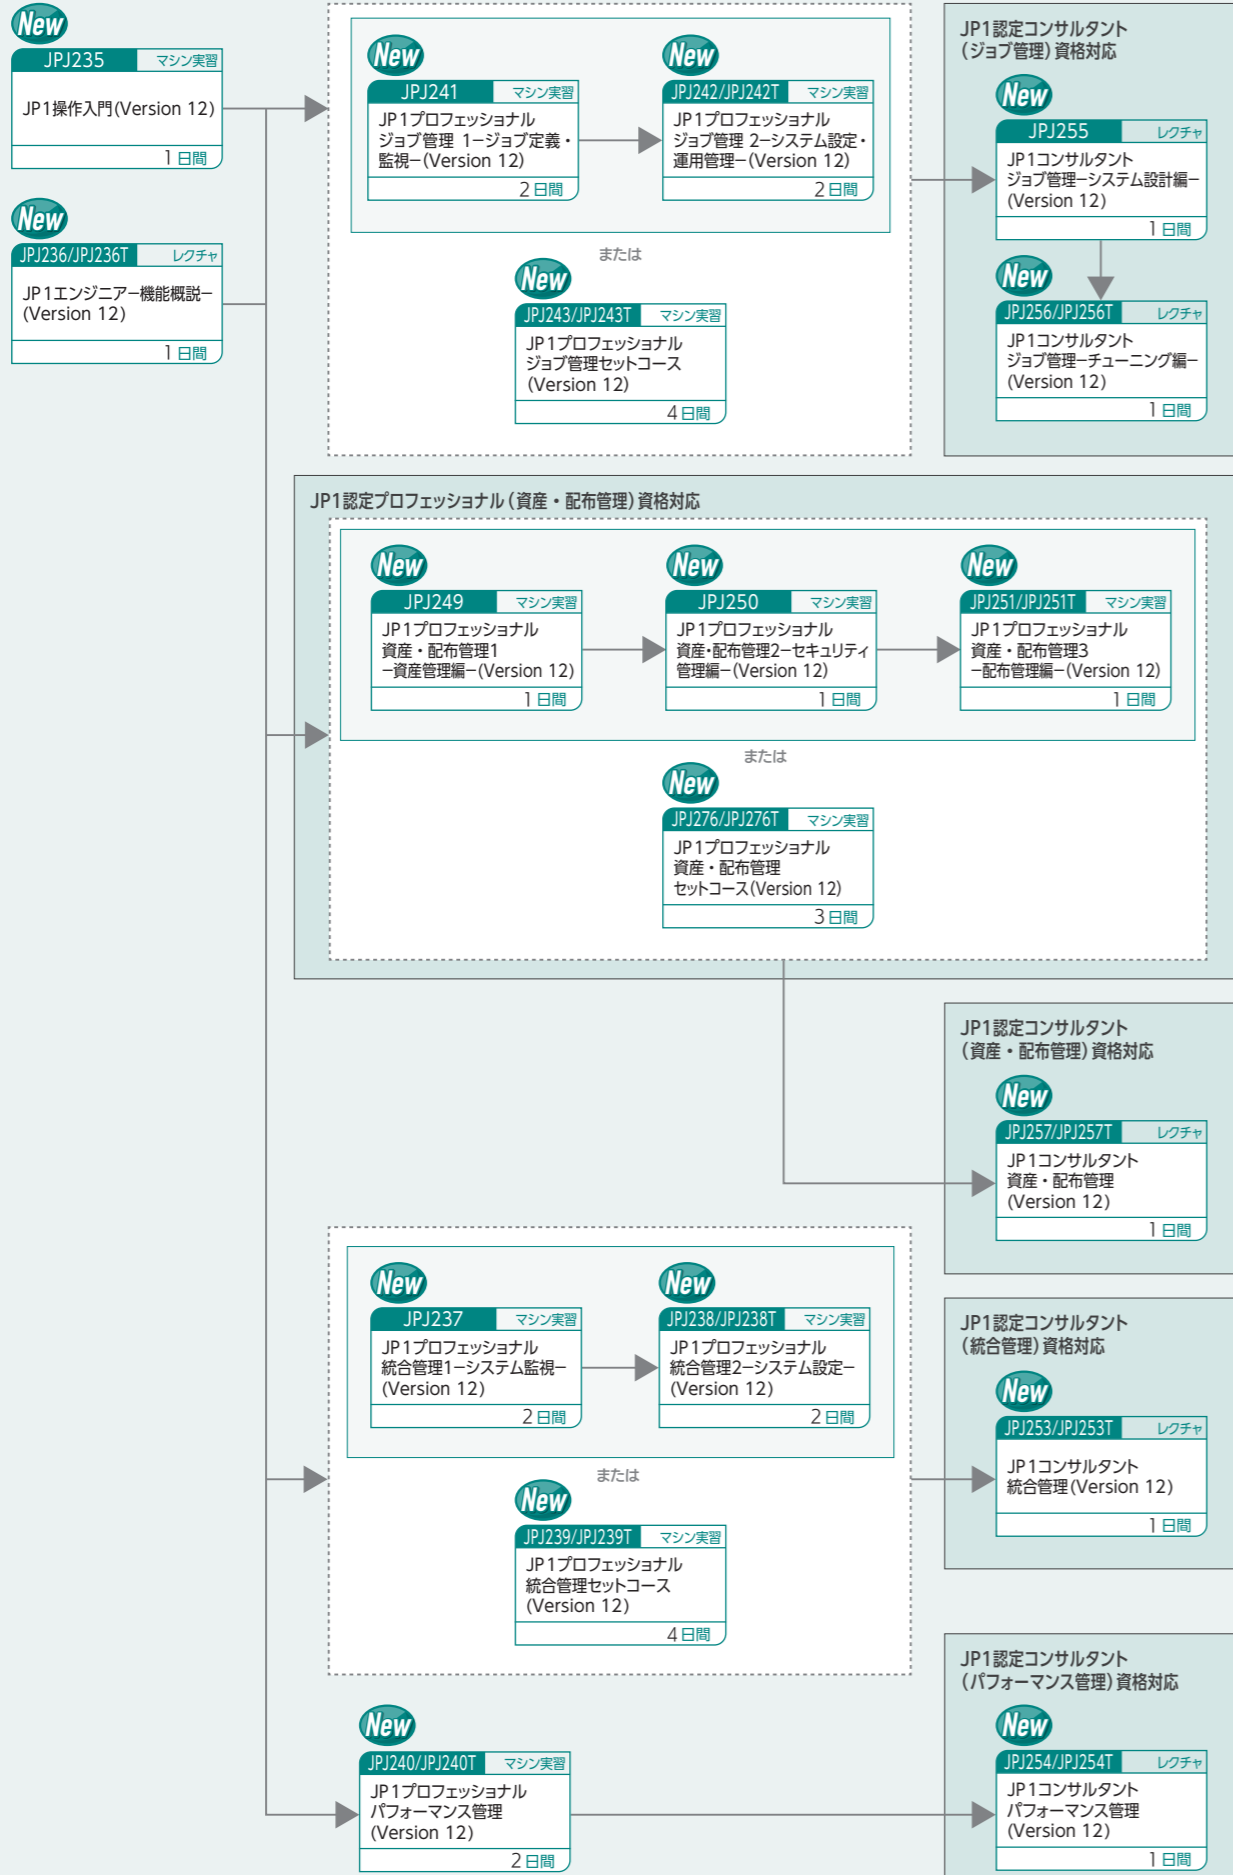 New
JPJ235 マシン実習
JP1操作入門(Version 12)
1日間
New
JPJ236/JPJ236T レクチャ
JP1エンジニアー機能概説ー
(Version 12)
1日間
New
JPJ241 マシン実習
JP1プロフェッショナル
ジョブ管理 1ージョブ定義・
監視ー(Version 12)
2日間
New
JPJ242/JPJ242T マシン実習
JP1プロフェッショナル
ジョブ管理 2ーシステム設定・
運用管理ー(Version 12)
2日間
または
New
JPJ243/JPJ243T マシン実習
JP1プロフェッショナル
ジョブ管理セットコース
(Version 12)
4日間
JP1認定コンサルタント
(ジョブ管理)資格対応
New
JPJ255 レクチャ
JP1コンサルタント
ジョブ管理ーシステム設計編ー
(Version 12)
1日間
New
JPJ256/JPJ256T レクチャ
JP1コンサルタント
ジョブ管理ーチューニング編ー
(Version 12)
1日間
JP1認定プロフェッショナル(資産・配布管理)資格対応
New
JPJ249 マシン実習
JP1プロフェッショナル
資産・配布管理1
ー資産管理編ー(Version 12)
1日間
New
JPJ250 マシン実習
JP1プロフェッショナル
資産・配布管理2ーセキュリティ
管理編ー(Version 12)
1日間
New
JPJ251/JPJ251T マシン実習
JP1プロフェッショナル
資産・配布管理3
ー配布管理編ー(Version 12)
1日間
または
New
JPJ276/JPJ276T マシン実習
JP1プロフェッショナル
資産・配布管理
セットコース(Version 12)
3日間
JP1認定コンサルタント
(資産・配布管理)資格対応
New
JPJ257/JPJ257T レクチャ
JP1コンサルタント
資産・配布管理
(Version 12)
1日間
New
JPJ237 マシン実習
JP1プロフェッショナル
統合管理1ーシステム監視ー
(Version 12)
2日間
New
JPJ238/JPJ238T マシン実習
JP1プロフェッショナル
統合管理2ーシステム設定ー
(Version 12)
2日間
または
New
JPJ239/JPJ239T マシン実習
JP1プロフェッショナル
統合管理セットコース
(Version 12)
4日間
JP1認定コンサルタント
(統合管理)資格対応
New
JPJ253/JPJ253T レクチャ
JP1コンサルタント
統合管理(Version 12)
1日間
New
JPJ240/JPJ240T マシン実習
JP1プロフェッショナル
パフォーマンス管理
(Version 12)
2日間
JP1認定コンサルタント
(パフォーマンス管理)資格対応
New
JPJ254/JPJ254T レクチャ
JP1コンサルタント
パフォーマンス管理
(Version 12)
1日間